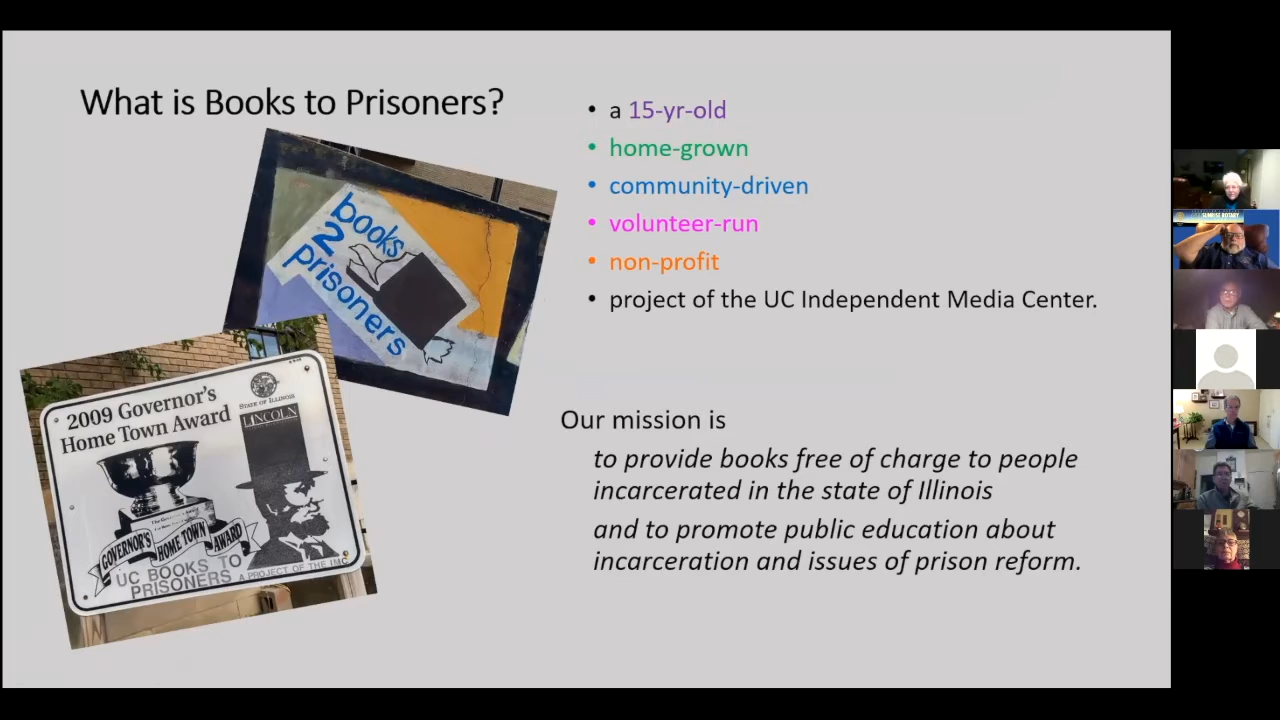 What is Books to Prisoners?
books
2
prisoners
2009 Governor's
Home Town Award
STATE OF ILLINOIS
LINCOLN
GOVERNOR'S HOME TOWN AWARD
UC BOOKS TO
PRISONERS A PROJECT OF THE IMC
• a 15-yr-old
• home-grown
• community-driven
• volunteer-run
• non-profit
• project of the UC Independent Media Center.
Our mission is
to provide books free of charge to people
incarcerated in the state of Illinois
and to promote public education about
incarceration and issues of prison reform.
SUNRISE ROTARY